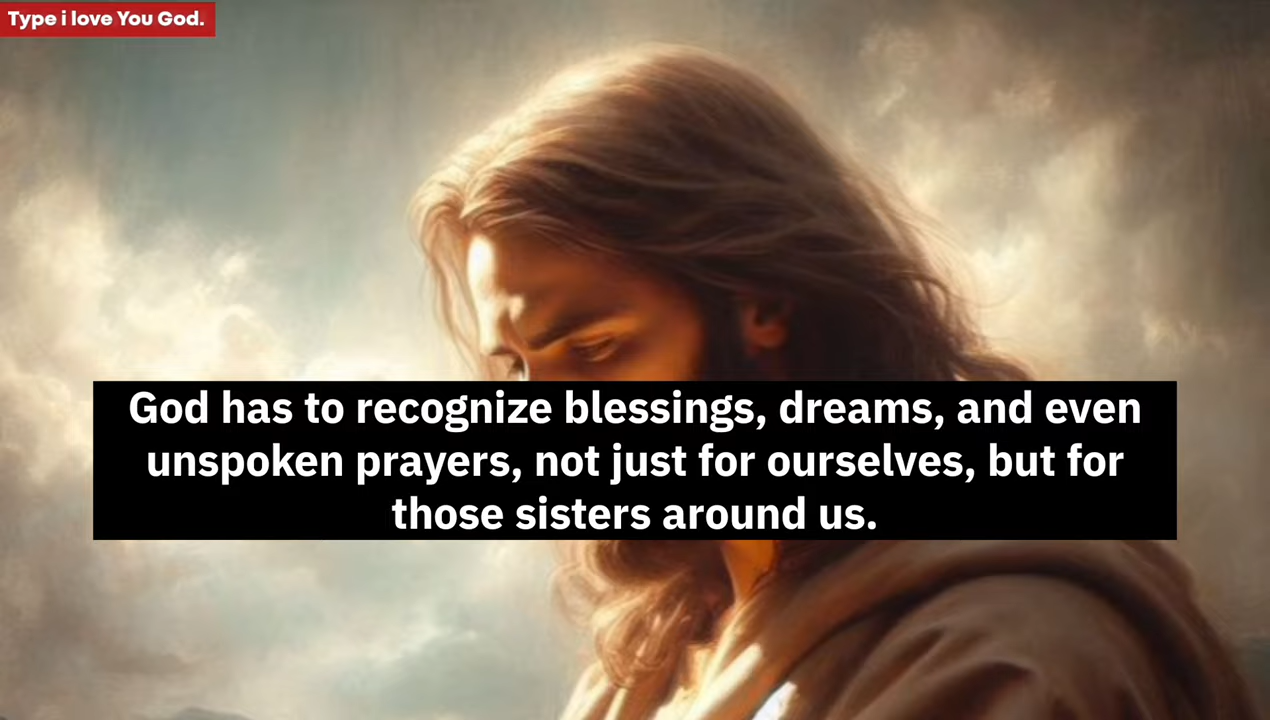 Type i love You God.
God has to recognize blessings, dreams, and even
unspoken prayers, not just for ourselves, but for
those sisters around us.